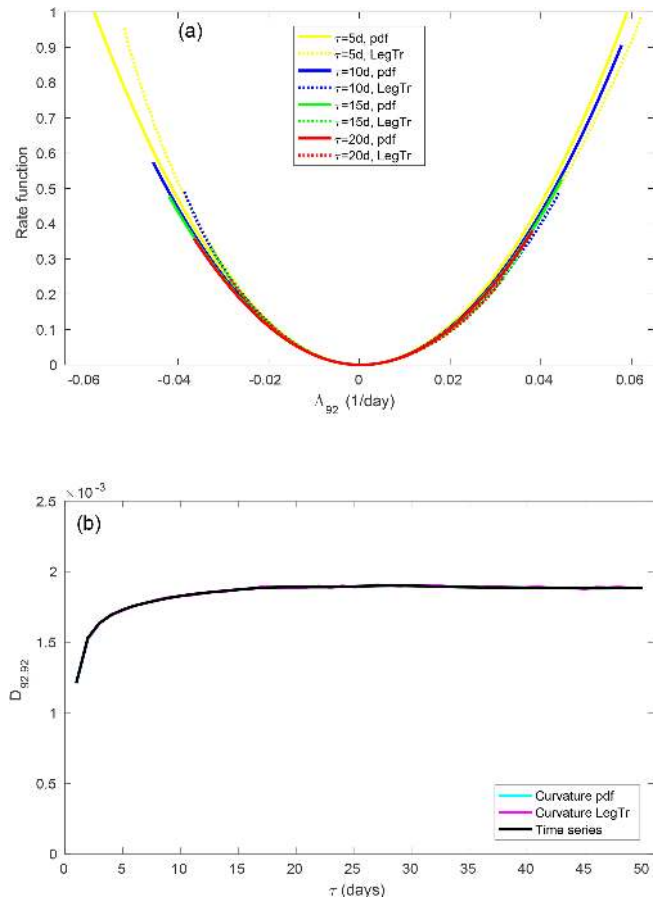 (a)
τ=5d, pdf
τ=5d, LegTr
τ=10d, pdf
τ=10d, LegTr
τ=15d, pdf
τ=15d, LegTr
τ=20d, pdf
τ=20d, LegTr
1
0.9
0.8
0.7
0.6
0.5
0.4
0.3
0.2
0.1
0
Rate function
-0.06
-0.04
-0.02
0
0.02
0.04
0.06
Λ92 (1/day)
×10-3
(b)
2.5
2
1.5
1
0.5
0
D92.92
Curvature pdf
Curvature LegTr
Time series
0
5
10
15
20
25
30
35
40
45
50
τ (days)